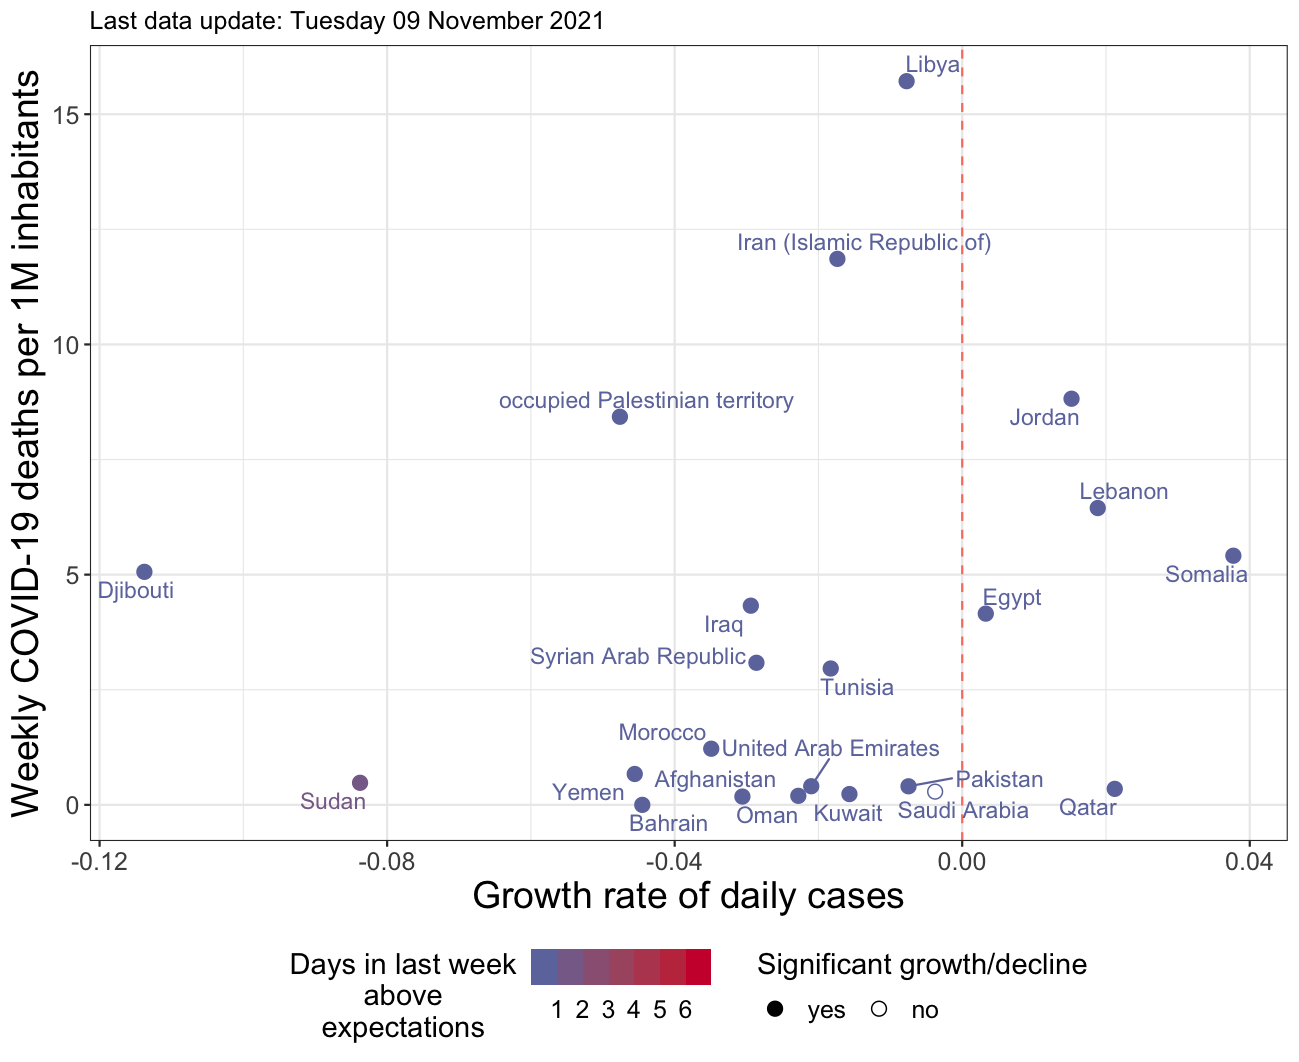 Last data update: Tuesday 09 November 2021
Weekly COVID-19 deaths per 1M inhabitants
15
10
5
0
Libya
Iran (Islamic Republic of)
occupied Palestinian territory
Jordan
Lebanon
Somalia
Djibouti
Egypt
Iraq
Syrian Arab Republic
Tunisia
Morocco
United Arab Emirates
Afghanistan
Pakistan
Yemen
Sudan
Oman
Kuwait
Saudi Arabia
Qatar
Bahrain
-0.12
-0.08
-0.04
0.00
0.04
Growth rate of daily cases
Days in last week
above
expectations
1 2 3 4 5 6
Significant growth/decline
yes
no